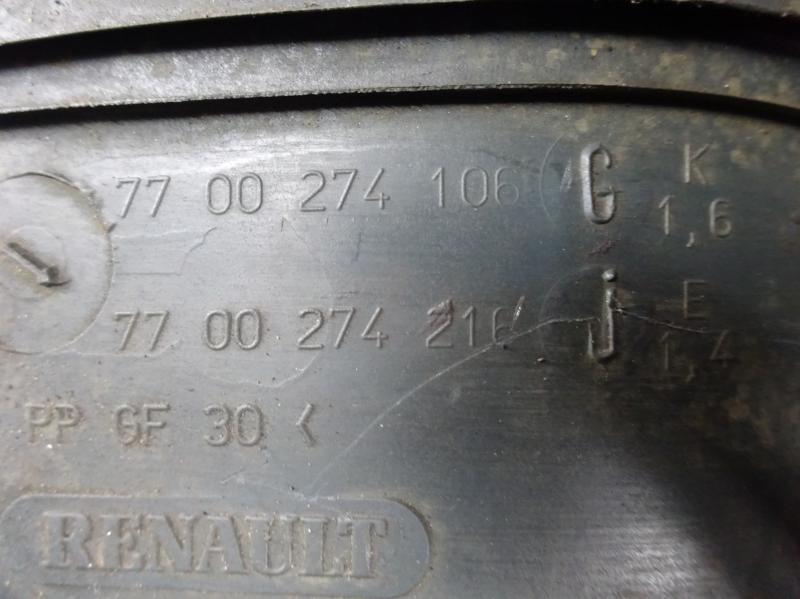 77 00 274 106 G K 1,6
77 00 274 216 j E 1,4
PP GF 30 <
RENAULT